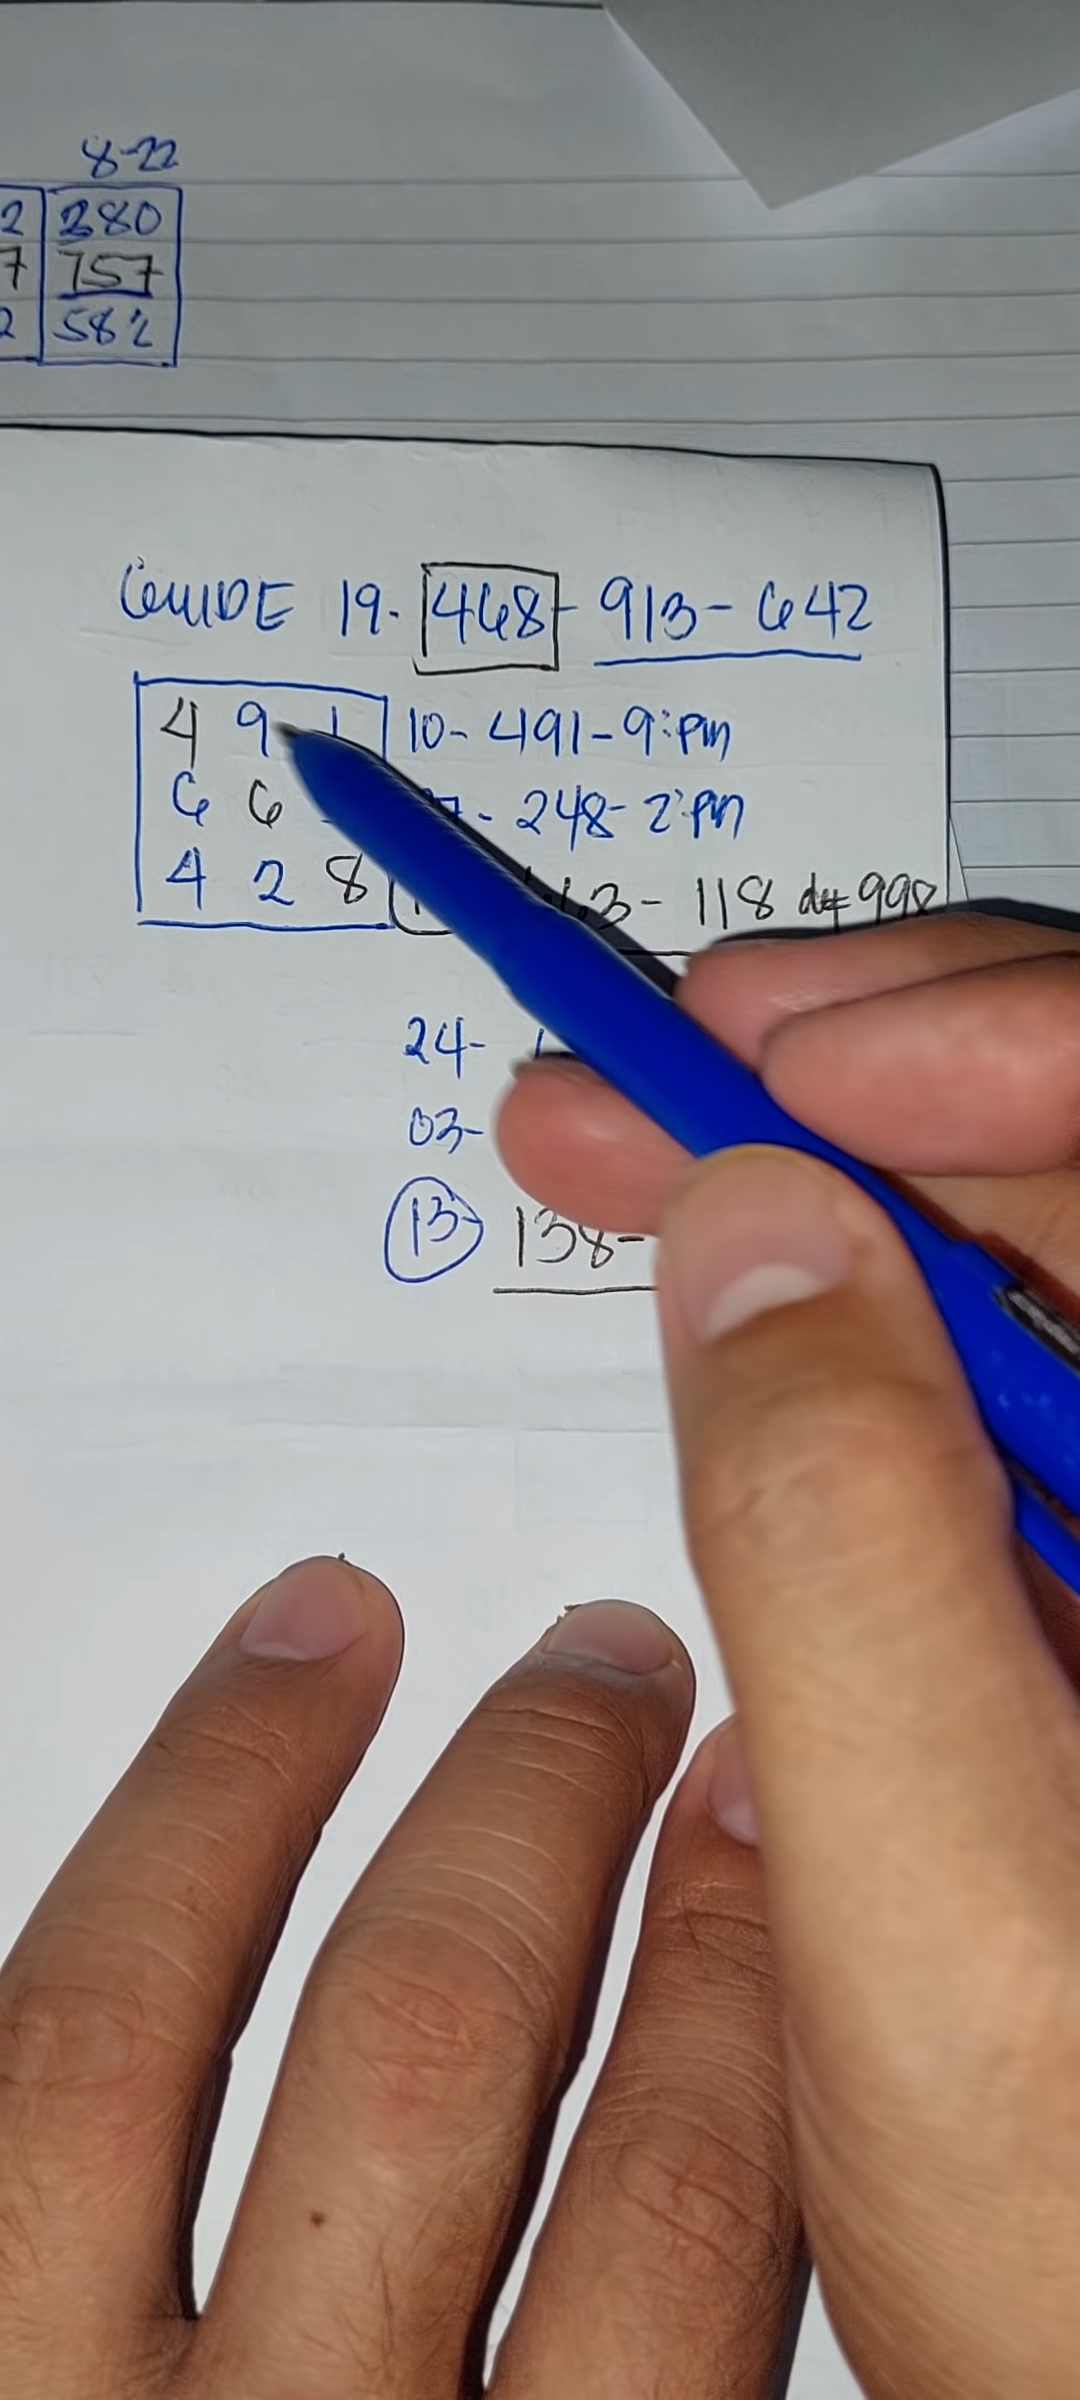 8-22
2 380
7 757
2 582
GUIDE 19. 468 - 913 - 642
4 9 1 10- 491 - 9:PM
6 6 - 248- 2:PM
4 2 8 63- 118 d4 998
24-
03-
13- 138-